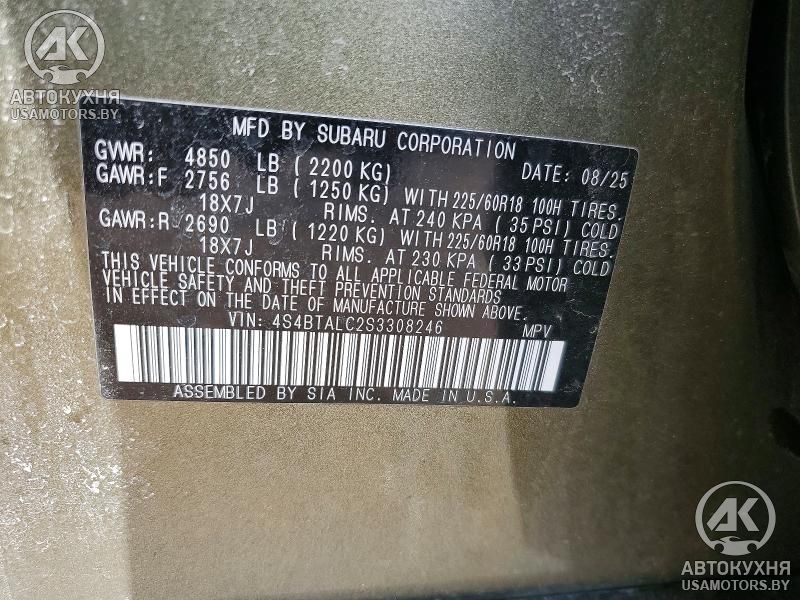 AK
АВТОКУХНЯ
USAMOTORS.BY
MFD BY SUBARU CORPORATION
GVWR: 4850 LB (2200 KG) DATE: 08/25
GAWR:F 2756 LB (1250 KG) WITH 225/60R18 100H TIRES.
18X7J RIMS. AT 240 KPA (35 PSI) COLD
GAWR:R 2690 LB (1220 KG) WITH 225/60R18 100H TIRES.
18X7J RIMS. AT 230 KPA (33 PSI) COLD
THIS VEHICLE CONFORMS TO ALL APPLICABLE FEDERAL MOTOR
VEHICLE SAFETY AND THEFT PREVENTION STANDARDS
IN EFFECT ON THE DATE OF MANUFACTURE SHOWN ABOVE.
VIN: 4S4BTALC2S3308246 MPV
ASSEMBLED BY SIA INC. MADE IN U.S.A.
AK
АВТОКУХНЯ
USAMOTORS.BY